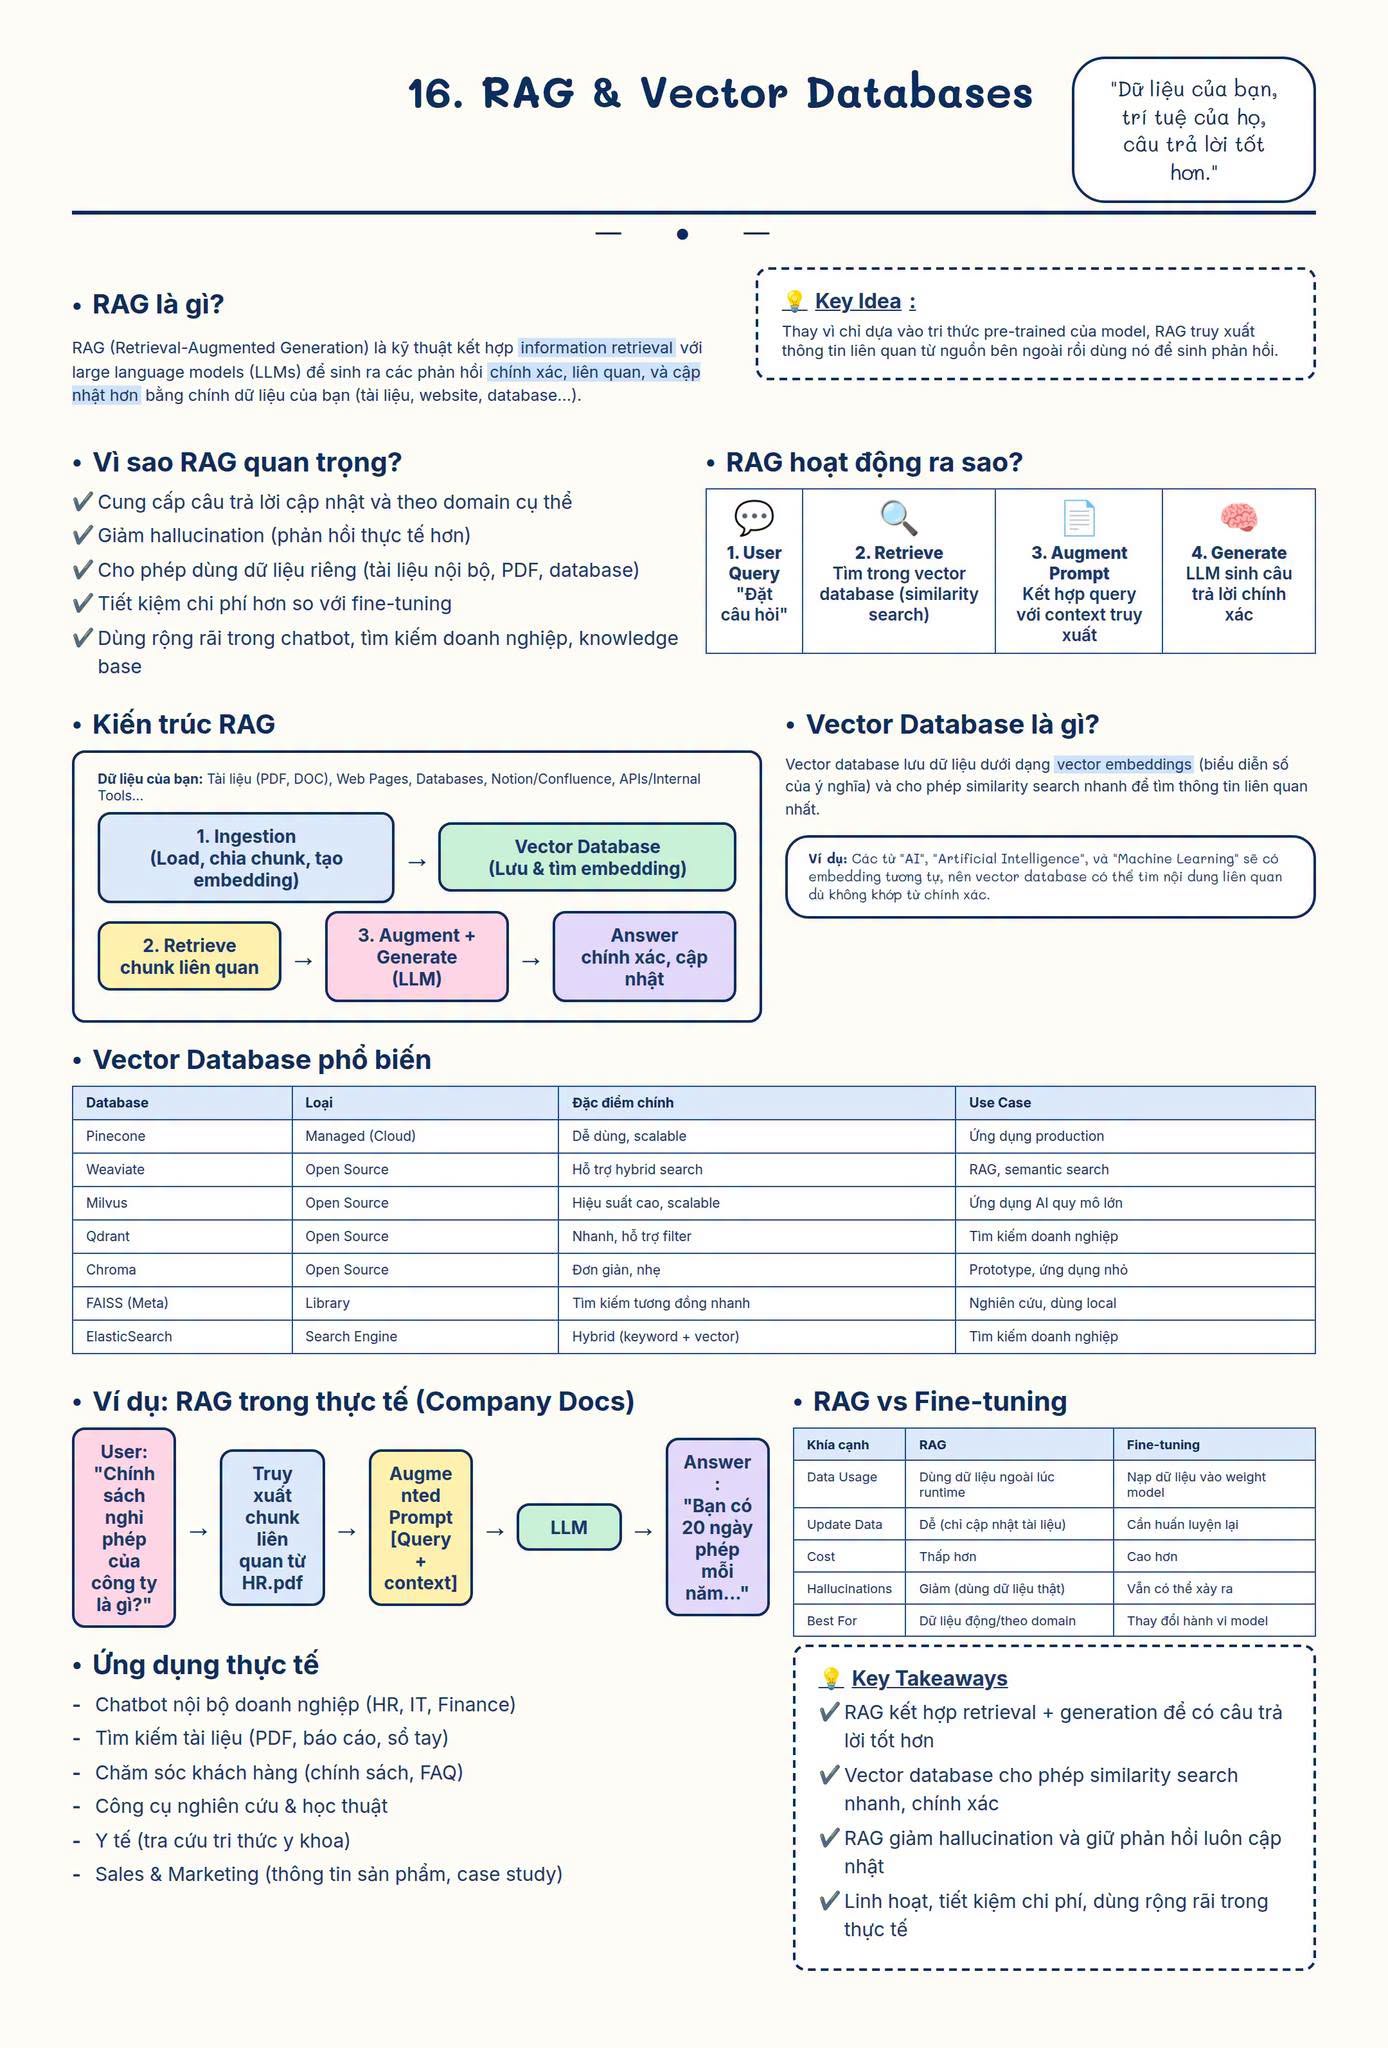 16. RAG & Vector Databases
"Dữ liệu của bạn,
trí tuệ của họ,
câu trả lời tốt
hơn."
• RAG là gì?
RAG (Retrieval-Augmented Generation) là kỹ thuật kết hợp information retrieval với
large language models (LLMs) để sinh ra các phản hồi chính xác, liên quan, và cập
nhật hơn bằng chính dữ liệu của bạn (tài liệu, website, database...).
💡 Key Idea :
Thay vì chỉ dựa vào tri thức pre-trained của model, RAG truy xuất
thông tin liên quan từ nguồn bên ngoài rồi dùng nó để sinh phản hồi.
• Vì sao RAG quan trọng?
✔ Cung cấp câu trả lời cập nhật và theo domain cụ thể
✔ Giảm hallucination (phản hồi thực tế hơn)
✔ Cho phép dùng dữ liệu riêng (tài liệu nội bộ, PDF, database)
✔ Tiết kiệm chi phí hơn so với fine-tuning
✔ Dùng rộng rãi trong chatbot, tìm kiếm doanh nghiệp, knowledge
base
• RAG hoạt động ra sao?
1. User
Query
"Đặt
câu hỏi"
2. Retrieve
Tìm trong vector
database (similarity
search)
3. Augment
Prompt
Kết hợp query
với context truy
xuất
4. Generate
LLM sinh câu
trả lời chính
xác
• Kiến trúc RAG
Dữ liệu của bạn: Tài liệu (PDF, DOC), Web Pages, Databases, Notion/Confluence, APIs/Internal
Tools...
1. Ingestion
(Load, chia chunk, tạo
embedding)
→
Vector Database
(Lưu & tìm embedding)
2. Retrieve
chunk liên quan
→
3. Augment +
Generate
(LLM)
→
Answer
chính xác, cập
nhật
• Vector Database là gì?
Vector database lưu dữ liệu dưới dạng vector embeddings (biểu diễn số
của ý nghĩa) và cho phép similarity search nhanh để tìm thông tin liên quan
nhất.
Ví dụ: Các từ "AI", "Artificial Intelligence", và "Machine Learning" sẽ có
embedding tương tự, nên vector database có thể tìm nội dung liên quan
dù không khớp từ chính xác.
• Vector Database phổ biến
Database Loại Đặc điểm chính Use Case
Pinecone Managed (Cloud) Dễ dùng, scalable Ứng dụng production
Weaviate Open Source Hỗ trợ hybrid search RAG, semantic search
Milvus Open Source Hiệu suất cao, scalable Ứng dụng AI quy mô lớn
Qdrant Open Source Nhanh, hỗ trợ filter Tìm kiếm doanh nghiệp
Chroma Open Source Đơn giản, nhẹ Prototype, ứng dụng nhỏ
FAISS (Meta) Library Tìm kiếm tương đồng nhanh Nghiên cứu, dùng local
ElasticSearch Search Engine Hybrid (keyword + vector) Tìm kiếm doanh nghiệp
• Ví dụ: RAG trong thực tế (Company Docs)
User:
"Chính
sách
nghỉ
phép
của
công ty
là gì?"
→
Truy
xuất
chunk
liên
quan từ
HR.pdf
→
Augme
nted
Prompt
[Query
+
context]
→
LLM
→
Answer
:
"Bạn có
20 ngày
phép
mỗi
năm..."
• RAG vs Fine-tuning
Khía cạnh RAG Fine-tuning
Data Usage Dùng dữ liệu ngoài lúc Nạp dữ liệu vào weight
runtime model
Update Data Dễ (chỉ cập nhật tài liệu) Cần huấn luyện lại
Cost Thấp hơn Cao hơn
Hallucinations Giảm (dùng dữ liệu thật) Vẫn có thể xảy ra
Best For Dữ liệu động/theo domain Thay đổi hành vi model
• Ứng dụng thực tế
- Chatbot nội bộ doanh nghiệp (HR, IT, Finance)
- Tìm kiếm tài liệu (PDF, báo cáo, sổ tay)
- Chăm sóc khách hàng (chính sách, FAQ)
- Công cụ nghiên cứu & học thuật
- Y tế (tra cứu tri thức y khoa)
- Sales & Marketing (thông tin sản phẩm, case study)
💡 Key Takeaways
✔ RAG kết hợp retrieval + generation để có câu trả
lời tốt hơn
✔ Vector database cho phép similarity search
nhanh, chính xác
✔ RAG giảm hallucination và giữ phản hồi luôn cập
nhật
✔ Linh hoạt, tiết kiệm chi phí, dùng rộng rãi trong
thực tế